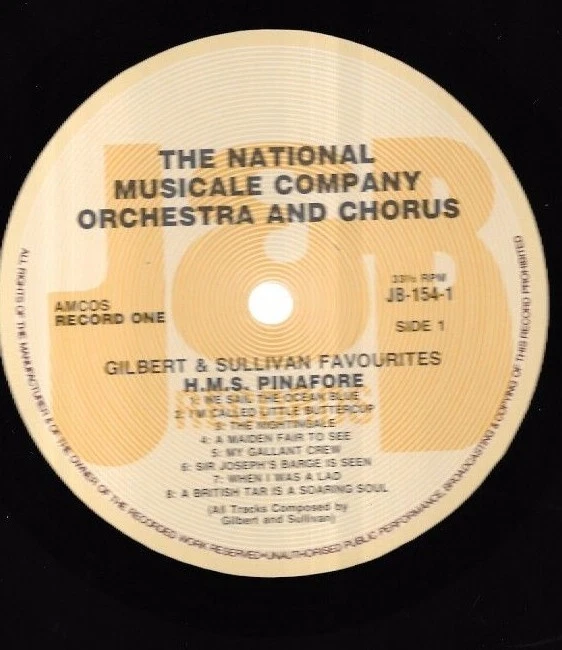 THE NATIONAL
MUSICALE COMPANY
ORCHESTRA AND CHORUS
33⅓ RPM
JB-154-1
AMCOS
RECORD ONE
SIDE 1
GILBERT & SULLIVAN FAVOURITES
H.M.S. PINAFORE
1: WE SAIL THE OCEAN BLUE
2: I'M CALLED LITTLE BUTTERCUP
3: THE NIGHTINGALE
4: A MAIDEN FAIR TO SEE
5: MY GALLANT CREW
6: SIR JOSEPH'S BARGE IS SEEN
7: WHEN I WAS A LAD
8: A BRITISH TAR IS A SOARING SOUL
(All Tracks Composed by
Gilbert and Sullivan)
ALL RIGHTS OF THE MANUFACTURER & OF THE OWNER OF THE RECORDED WORK RESERVED•UNAUTHORISED PUBLIC PERFORMANCE, BROADCASTING & COPYING OF THIS RECORD PROHIBITED
J&B